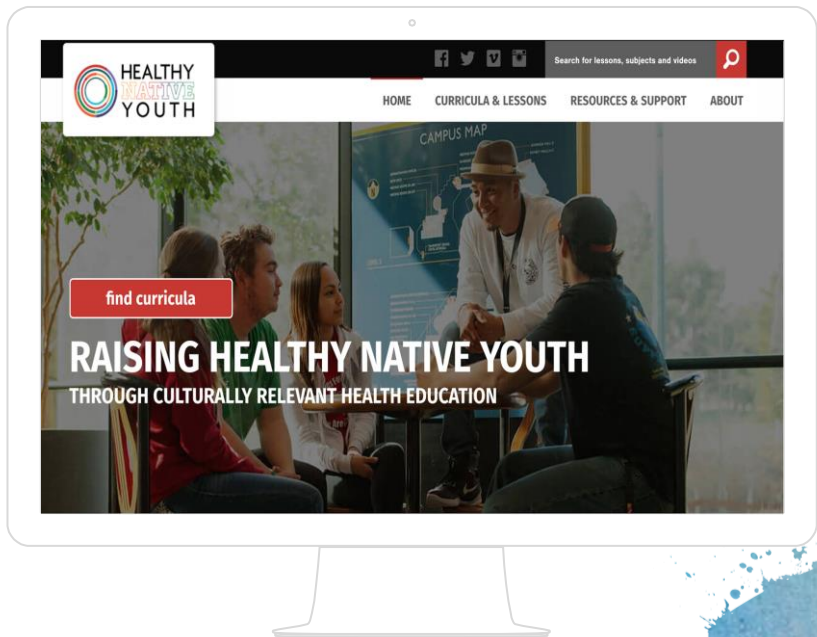 HEALTHY
NATIVE
YOUTH
Search for lessons, subjects and videos
HOME CURRICULA & LESSONS RESOURCES & SUPPORT ABOUT
CAMPUS MAP
find curricula
RAISING HEALTHY NATIVE YOUTH
THROUGH CULTURALLY RELEVANT HEALTH EDUCATION